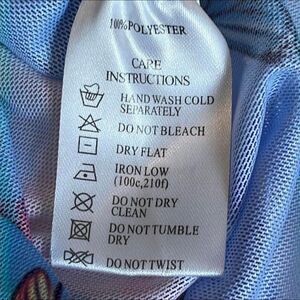 100%POLYESTER
CARE
INSTRUCTIONS
HAND WASH COLD
SEPARATELY
DO NOT BLEACH
DRY FLAT
IRON LOW
(100c,210f)
DO NOT DRY
CLEAN
DO NOT TUMBLE
DRY
DO NOT TWIST